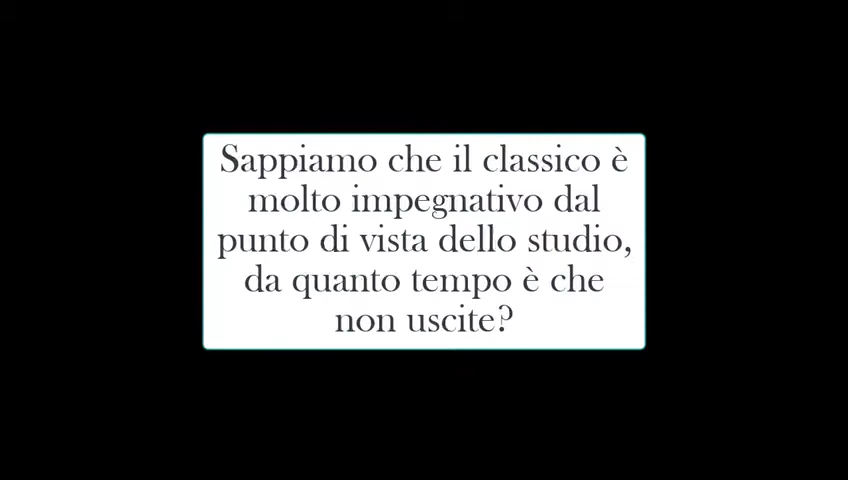 Sappiamo che il classico è
molto impegnativo dal
punto di vista dello studio,
da quanto tempo è che
non uscite?